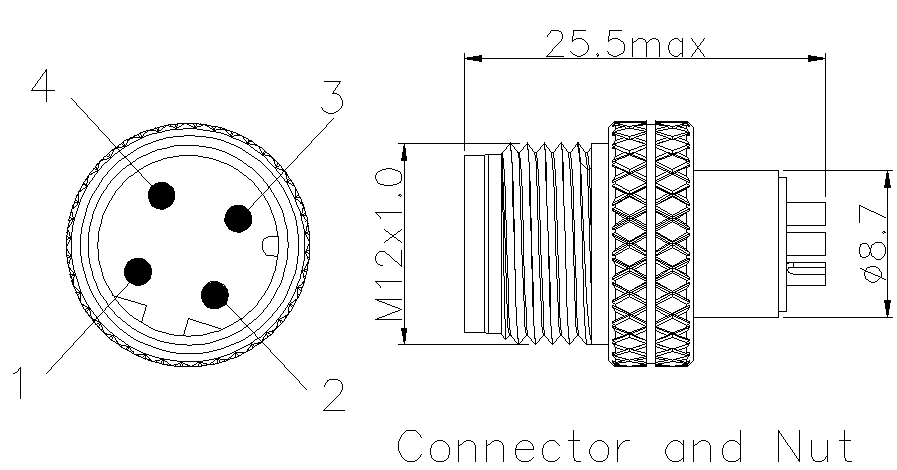 25.5max
4
3
M12x1.0
ø8.7
1
2
Connector and Nut